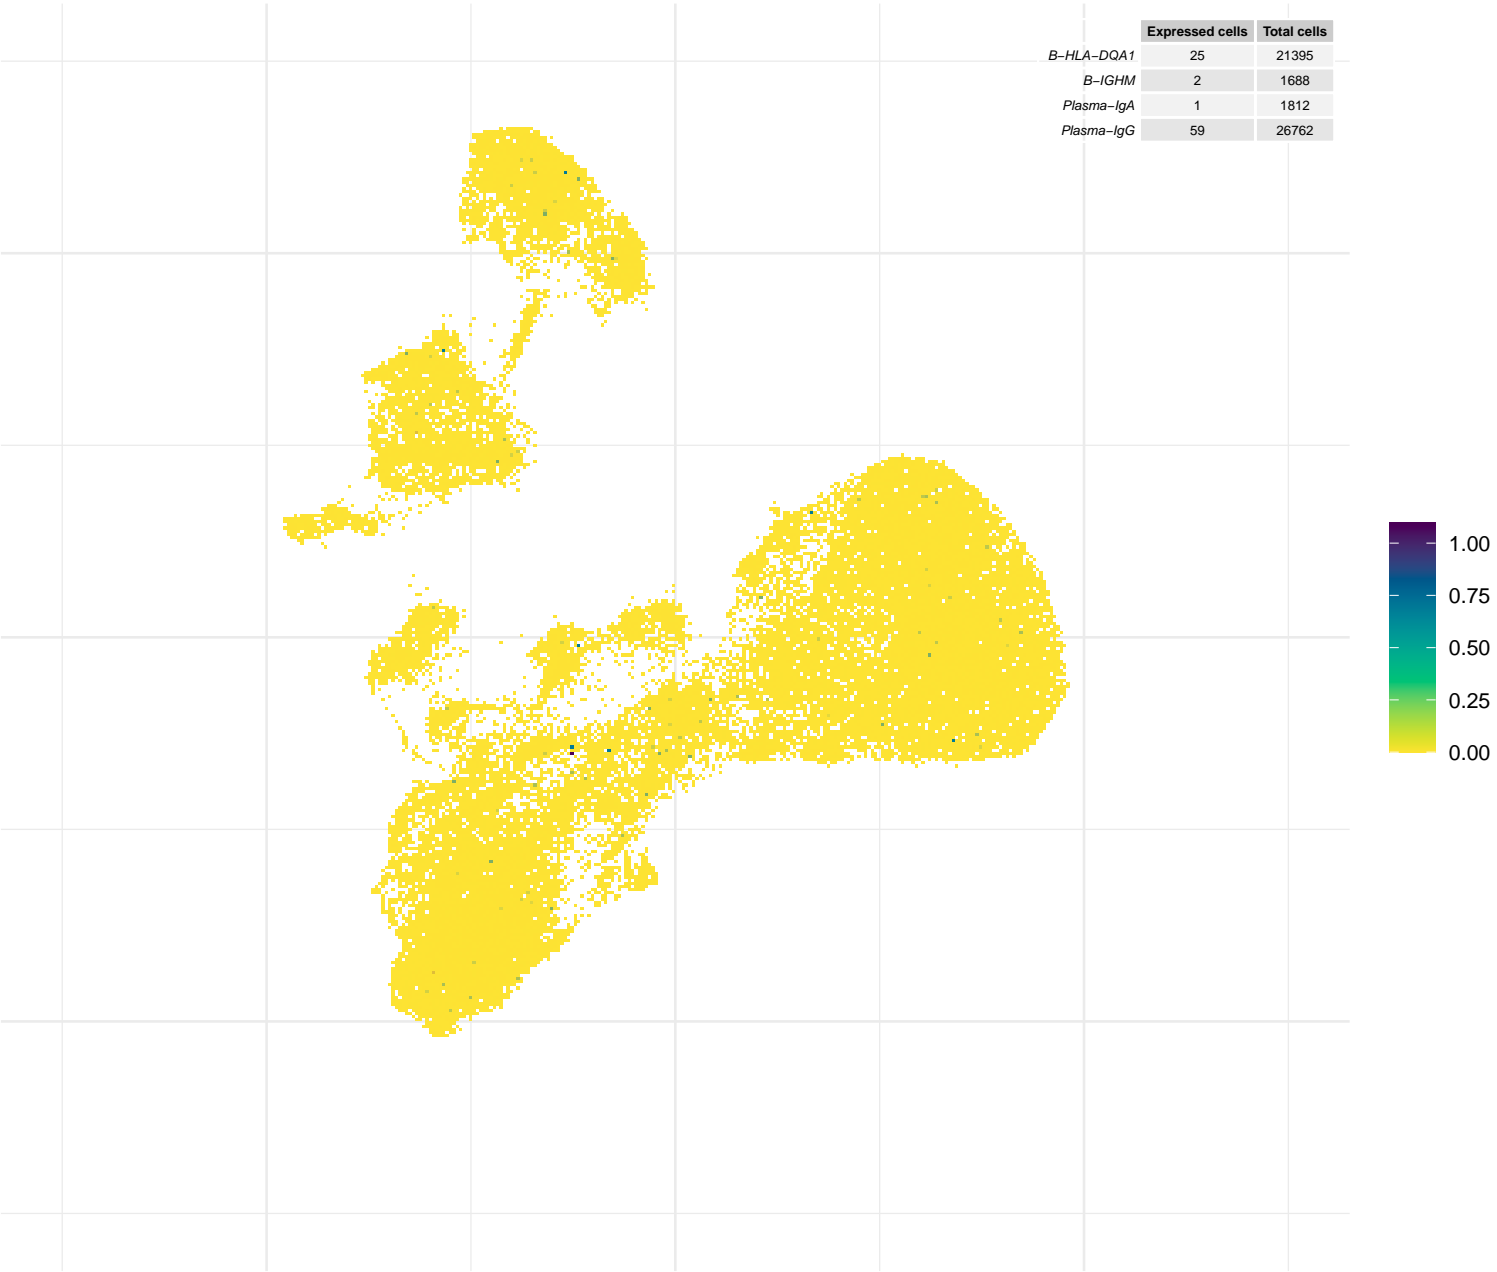 Expressed cells Total cells
B−HLA−DQA1 25 21395
B−IGHM 2 1688
Plasma−IgA 1 1812
Plasma−IgG 59 26762
1.00
0.75
0.50
0.25
0.00